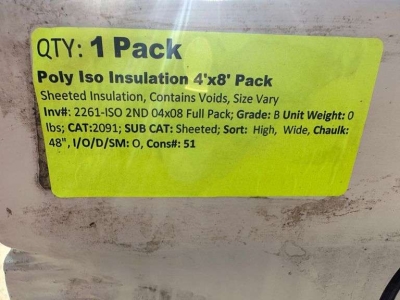 QTY: 1 Pack
Poly Iso Insulation 4'x8' Pack
Sheeted Insulation, Contains Voids, Size Vary
Inv#: 2261-ISO 2ND 04x08 Full Pack; Grade: B Unit Weight: 0
lbs; CAT:2091; SUB CAT: Sheeted; Sort: High, Wide, Chaulk:
48", I/O/D/SM: O, Cons#: 51